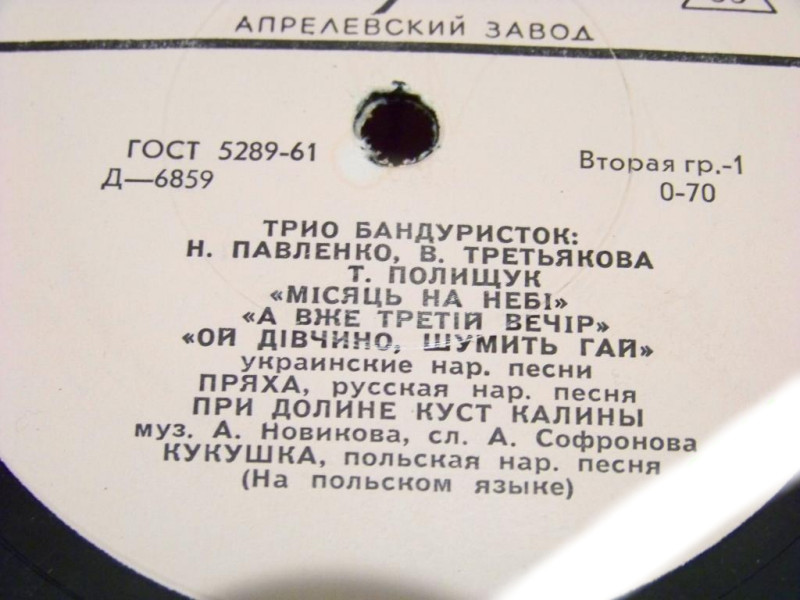 АПРЕЛЕВСКИЙ ЗАВОД
ГОСТ 5289-61
Д—6859
Вторая гр.-1
0-70
ТРИО БАНДУРИСТОК:
Н. ПАВЛЕНКО, В. ТРЕТЬЯКОВА
Т. ПОЛИЩУК
«МІСЯЦЬ НА НЕБІ»
«А ВЖЕ ТРЕТІЙ ВЕЧІР»
«ОЙ ДІВЧИНО, ШУМИТЬ ГАЙ»
украинские нар. песни
ПРЯХА, русская нар. песня
ПРИ ДОЛИНЕ КУСТ КАЛИНЫ
муз. А. Новикова, сл. А. Софронова
КУКУШКА, польская нар. песня
(На польском языке)